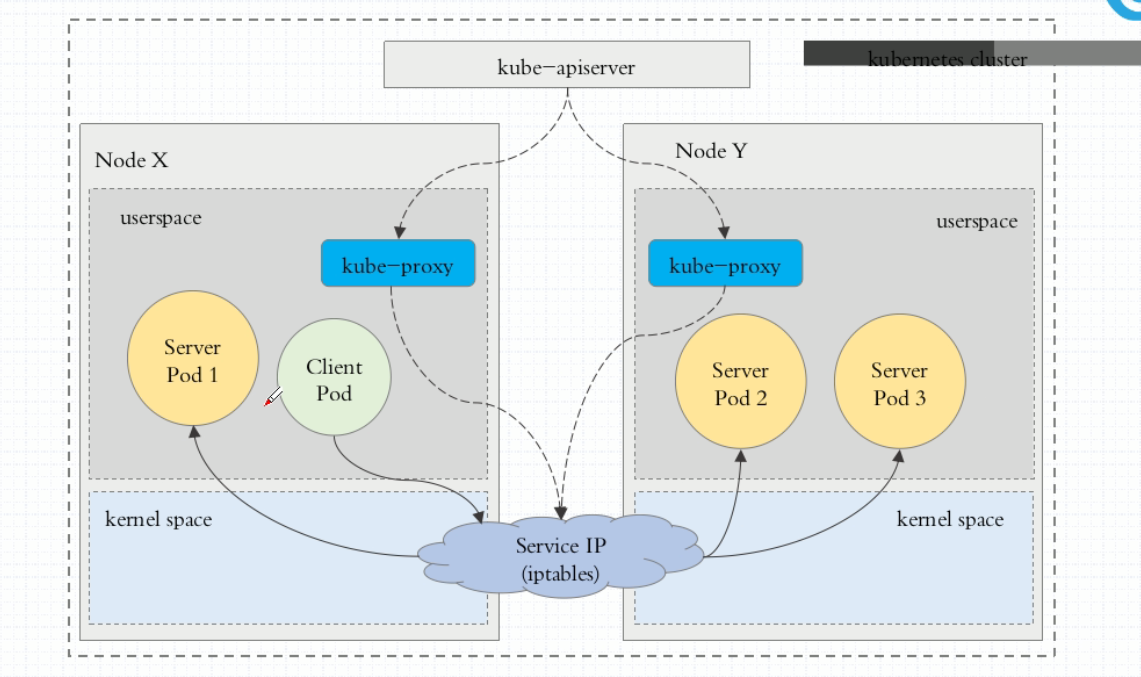 kube-apiserver
kubernetes cluster
Node X
Node Y
userspace
userspace
kube-proxy
kube-proxy
Server
Pod 1
Client
Pod
Server
Pod 2
Server
Pod 3
kernel space
kernel space
Service IP
(iptables)